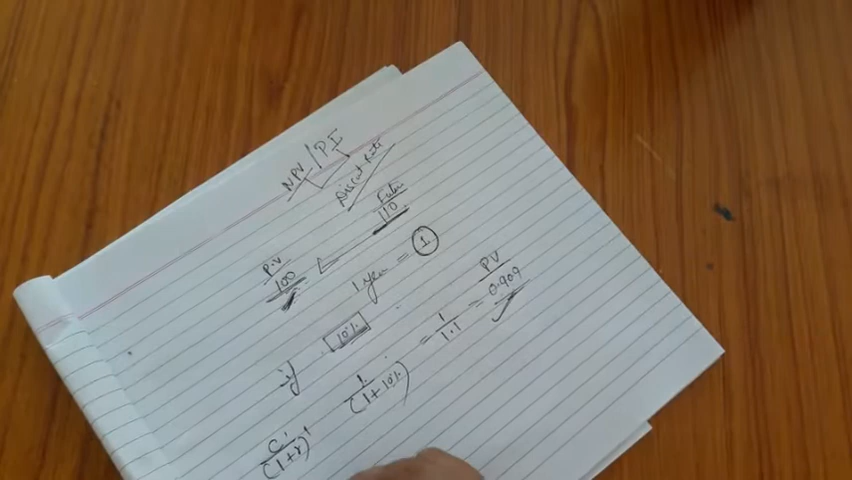 NPV/PI
Discount Rate
P.V Future
100 110
1 year = 1
if 10% PV
1/(1+10%) = 1/1.1 = 0.909
C1/(1+r)^1